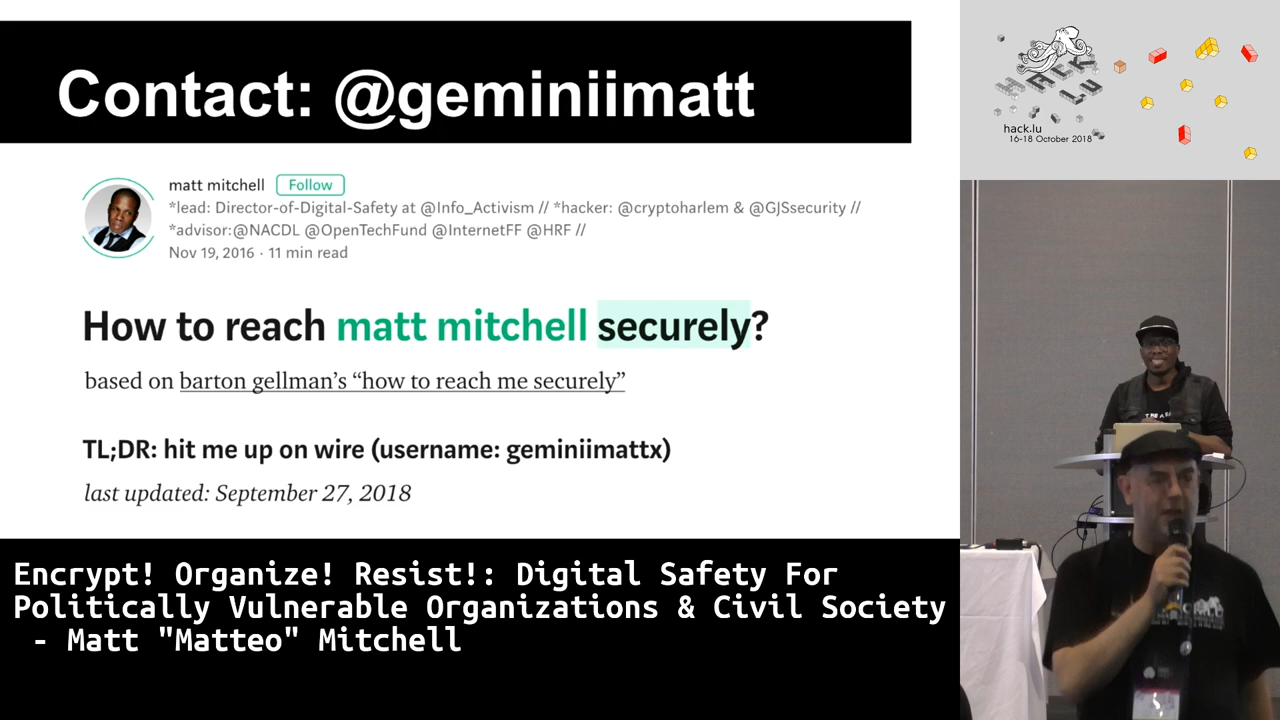 Contact: @geminiimatt
matt mitchell Follow
*lead: Director-of-Digital-Safety at @Info_Activism // *hacker: @cryptoharlem & @GJSsecurity //
*advisor:@NACDL @OpenTechFund @InternetFF @HRF //
Nov 19, 2016 · 11 min read
How to reach matt mitchell securely?
based on barton gellman’s “how to reach me securely”
TL;DR: hit me up on wire (username: geminiimattx)
last updated: September 27, 2018
HACK
LU
hack.lu
16-18 October 2018
Encrypt! Organize! Resist!: Digital Safety For
Politically Vulnerable Organizations & Civil Society
- Matt "Matteo" Mitchell